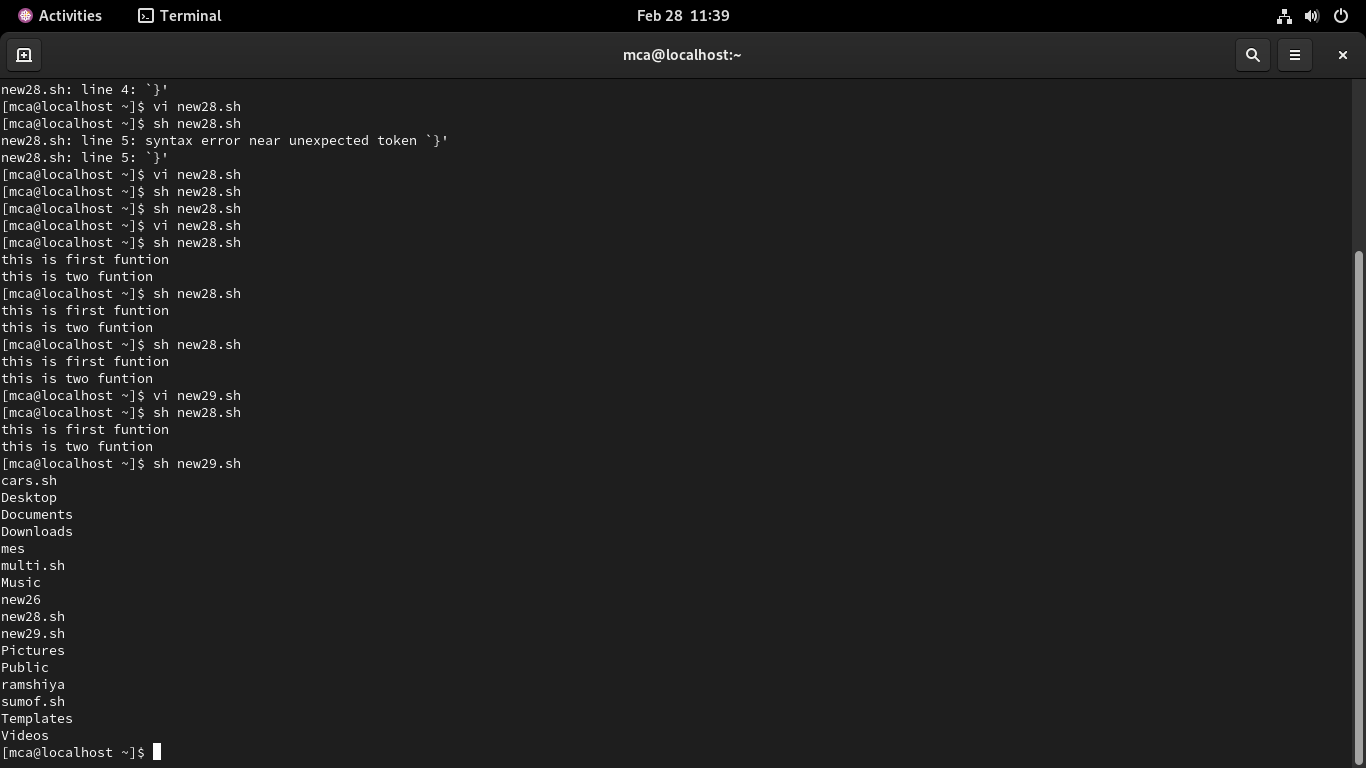 Activities Terminal Feb 28 11:39
mca@localhost:~
new28.sh: line 4: `}'
[mca@localhost ~]$ vi new28.sh
[mca@localhost ~]$ sh new28.sh
new28.sh: line 5: syntax error near unexpected token `}'
new28.sh: line 5: `}'
[mca@localhost ~]$ vi new28.sh
[mca@localhost ~]$ sh new28.sh
[mca@localhost ~]$ sh new28.sh
[mca@localhost ~]$ vi new28.sh
[mca@localhost ~]$ sh new28.sh
this is first funtion
this is two funtion
[mca@localhost ~]$ sh new28.sh
this is first funtion
this is two funtion
[mca@localhost ~]$ sh new28.sh
this is first funtion
this is two funtion
[mca@localhost ~]$ vi new29.sh
[mca@localhost ~]$ sh new28.sh
this is first funtion
this is two funtion
[mca@localhost ~]$ sh new29.sh
cars.sh
Desktop
Documents
Downloads
mes
multi.sh
Music
new26
new28.sh
new29.sh
Pictures
Public
ramshiya
sumof.sh
Templates
Videos
[mca@localhost ~]$